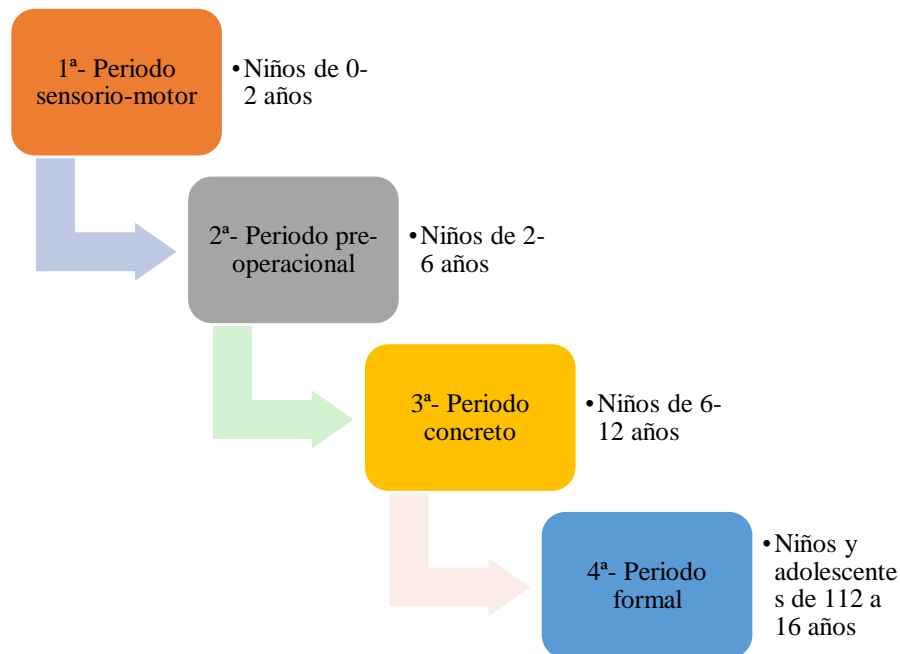 1ª- Periodo
sensorio-motor
•Niños de 0-
2 años
2ª- Periodo pre-
operacional
•Niños de 2-
6 años
3ª- Periodo
concreto
•Niños de 6-
12 años
4ª- Periodo
formal
•Niños y
adolescente
s de 112 a
16 años